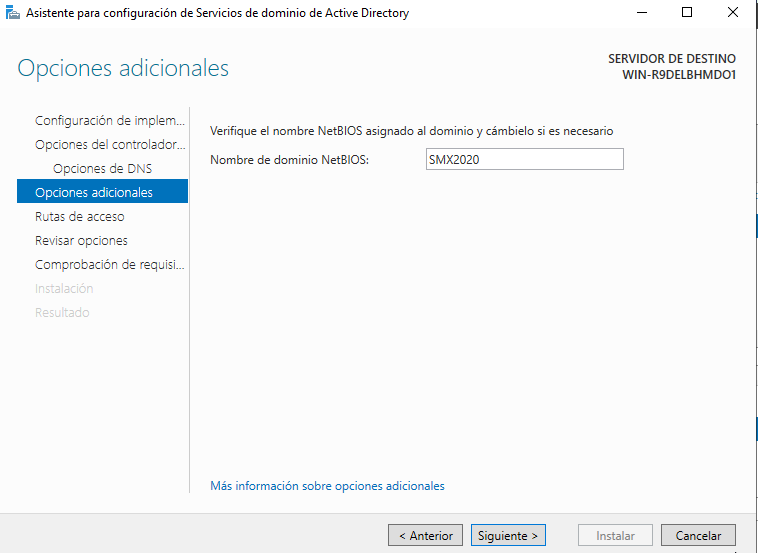 Asistente para configuración de Servicios de dominio de Active Directory
Opciones adicionales
SERVIDOR DE DESTINO
WIN-R9DELBHMDO1
Configuración de implem...
Opciones del controlador...
Opciones de DNS
Opciones adicionales
Rutas de acceso
Revisar opciones
Comprobación de requisi...
Instalación
Resultado
Verifique el nombre NetBIOS asignado al dominio y cámbielo si es necesario
Nombre de dominio NetBIOS: SMX2020
Más información sobre opciones adicionales
< Anterior Siguiente > Instalar Cancelar